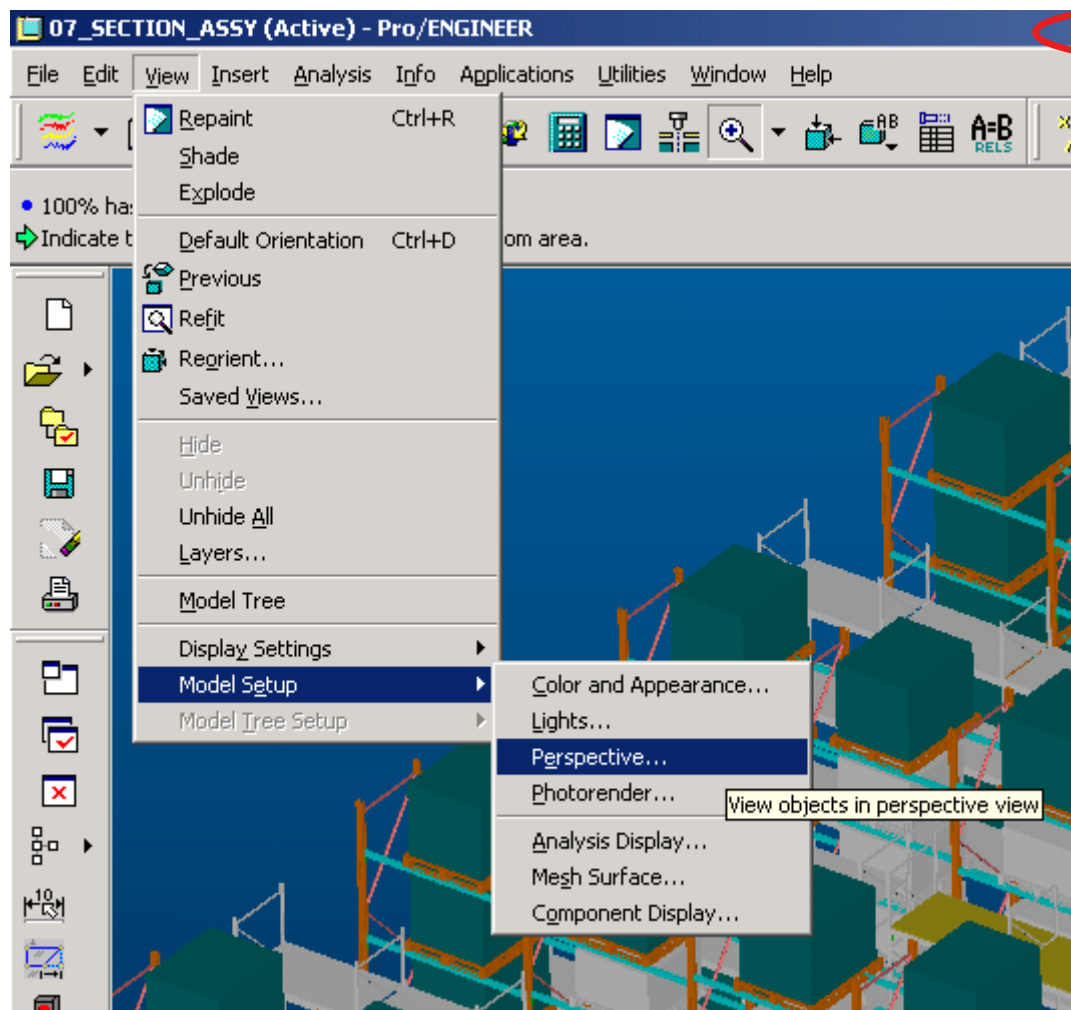 07_SECTION_ASSY (Active) - Pro/ENGINEER
File Edit View Insert Analysis Info Applications Utilities Window Help
A=B
RELS
AB
100% ha
Indicate t om area.
Repaint Ctrl+R
Shade
Explode
Default Orientation Ctrl+D
Previous
Refit
Reorient...
Saved Views...
Hide
Unhide
Unhide All
Layers...
Model Tree
Display Settings
Model Setup
Model Tree Setup
Color and Appearance...
Lights...
Perspective...
Photorender...
View objects in perspective view
Analysis Display...
Mesh Surface...
Component Display...
10